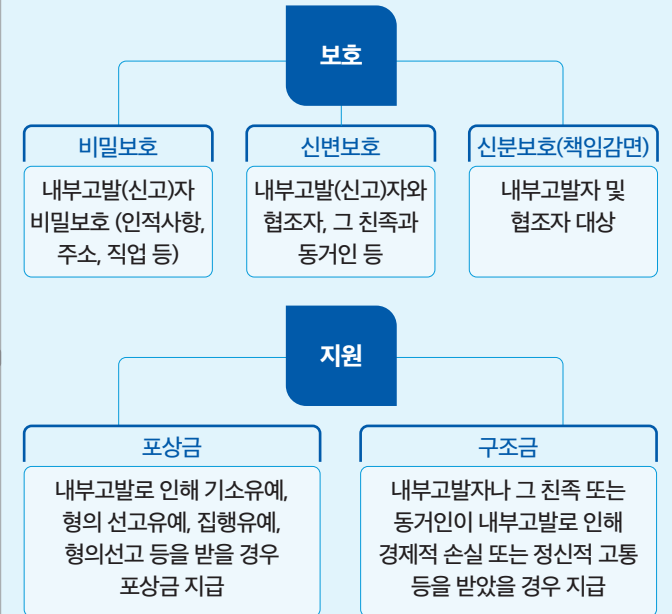 보호
비밀보호
내부고발(신고)자
비밀보호 (인적사항,
주소, 직업 등)
신변보호
내부고발(신고)자와
협조자, 그 친족과
동거인 등
신분보호(책임감면)
내부고발자 및
협조자 대상
지원
포상금
내부고발로 인해 기소유예,
형의 선고유예, 집행유예,
형의선고 등을 받을 경우
포상금 지급
구조금
내부고발자나 그 친족 또는
동거인이 내부고발로 인해
경제적 손실 또는 정신적 고통
등을 받았을 경우 지급